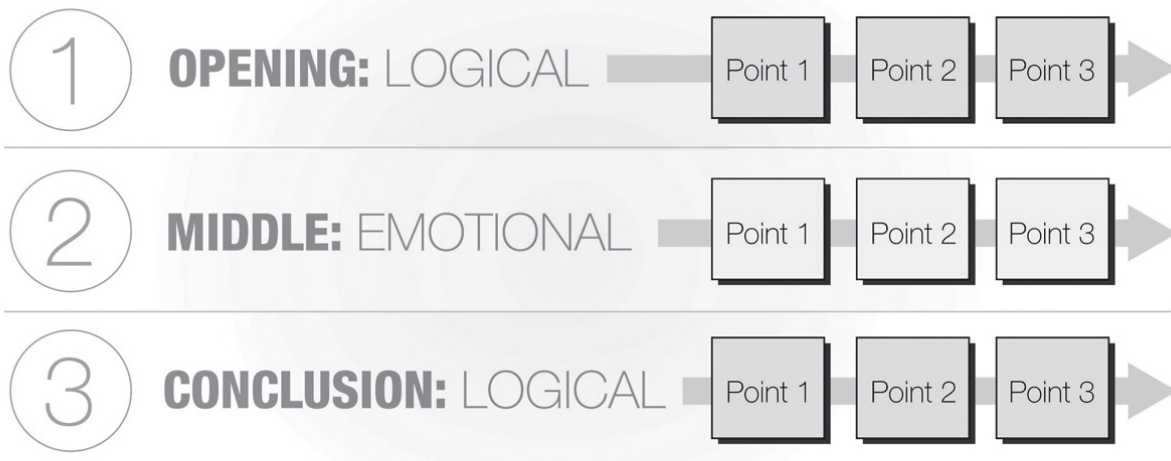 1 OPENING: LOGICAL Point 1 Point 2 Point 3
2 MIDDLE: EMOTIONAL Point 1 Point 2 Point 3
3 CONCLUSION: LOGICAL Point 1 Point 2 Point 3